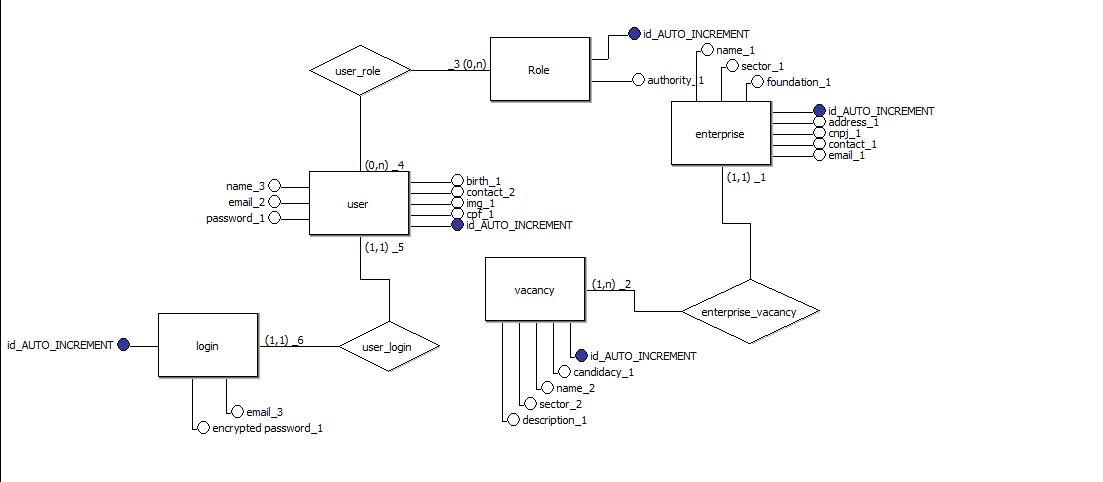 id_AUTO_INCREMENT
name_1
user_role
_3 (0,n)
Role
sector_1
authority_1
foundation_1
id_AUTO_INCREMENT
address_1
enterprise
cnpj_1
contact_1
email_1
(0,n) _4
(1,1) _1
name_3
birth_1
email_2
contact_2
user
img_1
password_1
cpf_1
id_AUTO_INCREMENT
(1,1) _5
vacancy
(1,n) _2
enterprise_vacancy
id_AUTO_INCREMENT
login
(1,1) _6
user_login
id_AUTO_INCREMENT
candidacy_1
name_2
sector_2
email_3
description_1
encrypted password_1